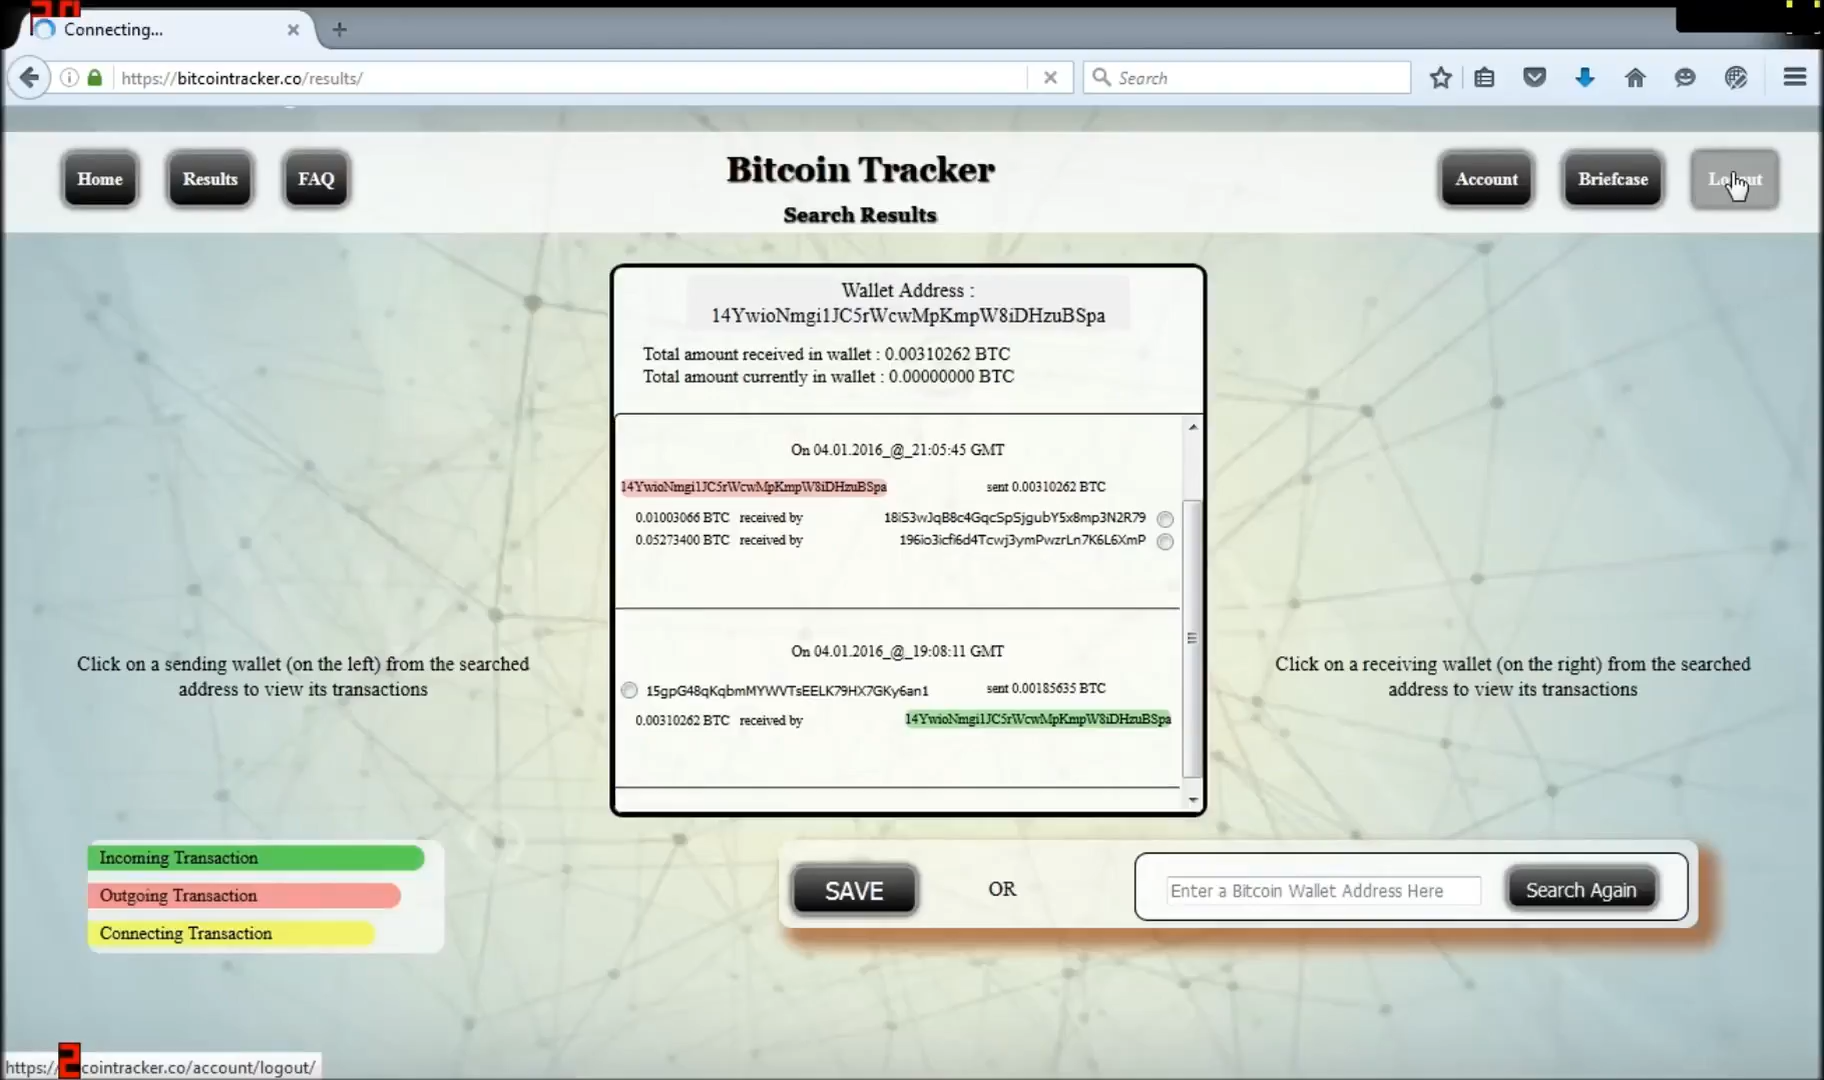 Connecting...
https://bitcointracker.co/results/
Search
Home
Results
FAQ
Bitcoin Tracker
Search Results
Account
Briefcase
Wallet Address :
14YwioNmgi1JC5rWcwMpKmpW8iDHzuBSpa
Total amount received in wallet : 0.00310262 BTC
Total amount currently in wallet : 0.00000000 BTC
On 04.01.2016_@_21:05:45 GMT
14YwioNmgi1JC5rWcwMpKmpW8iDHzuBSpa sent 0.00310262 BTC
0.01003066 BTC received by 18iS3wJqB8c4GqcSpSjgubY5x8mp3N2R79
0.05273400 BTC received by 196io3icfi6d4Tcwj3ymPwzrLn7K6L6XmP
On 04.01.2016_@_19:08:11 GMT
15gpG48qKqbmMYWVTsEELK79HX7GKy6an1 sent 0.00185635 BTC
0.00310262 BTC received by 14YwioNmgi1JC5rWcwMpKmpW8iDHzuBSpa
Click on a sending wallet (on the left) from the searched
address to view its transactions
Click on a receiving wallet (on the right) from the searched
address to view its transactions
Incoming Transaction
Outgoing Transaction
Connecting Transaction
SAVE
OR
Enter a Bitcoin Wallet Address Here
Search Again
2
cointracker.co/account/logout/